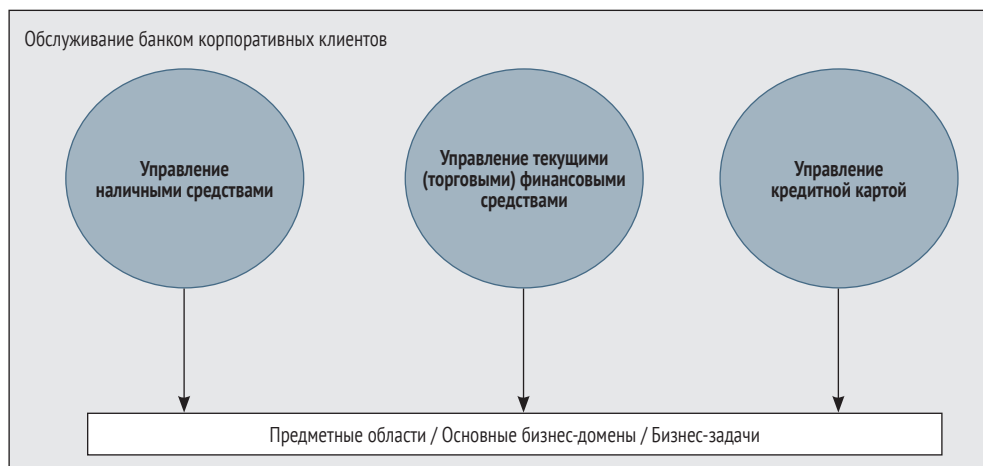 Обслуживание банком корпоративных клиентов
Управление
наличными средствами
Управление текущими
(торговыми) финансовыми
средствами
Управление
кредитной картой
Предметные области / Основные бизнес-домены / Бизнес-задачи